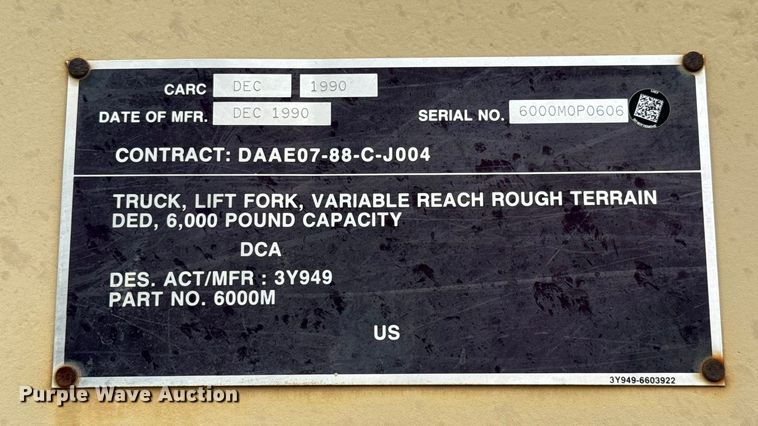 CARC DEC 1990
DATE OF MFR. DEC 1990 SERIAL NO. 6000M0P0606
CONTRACT: DAAE07-88-C-J004
TRUCK, LIFT FORK, VARIABLE REACH ROUGH TERRAIN
DED, 6,000 POUND CAPACITY
DCA
DES. ACT/MFR : 3Y949
PART NO. 6000M
US
3Y949-6603922
Purple Wave Auction